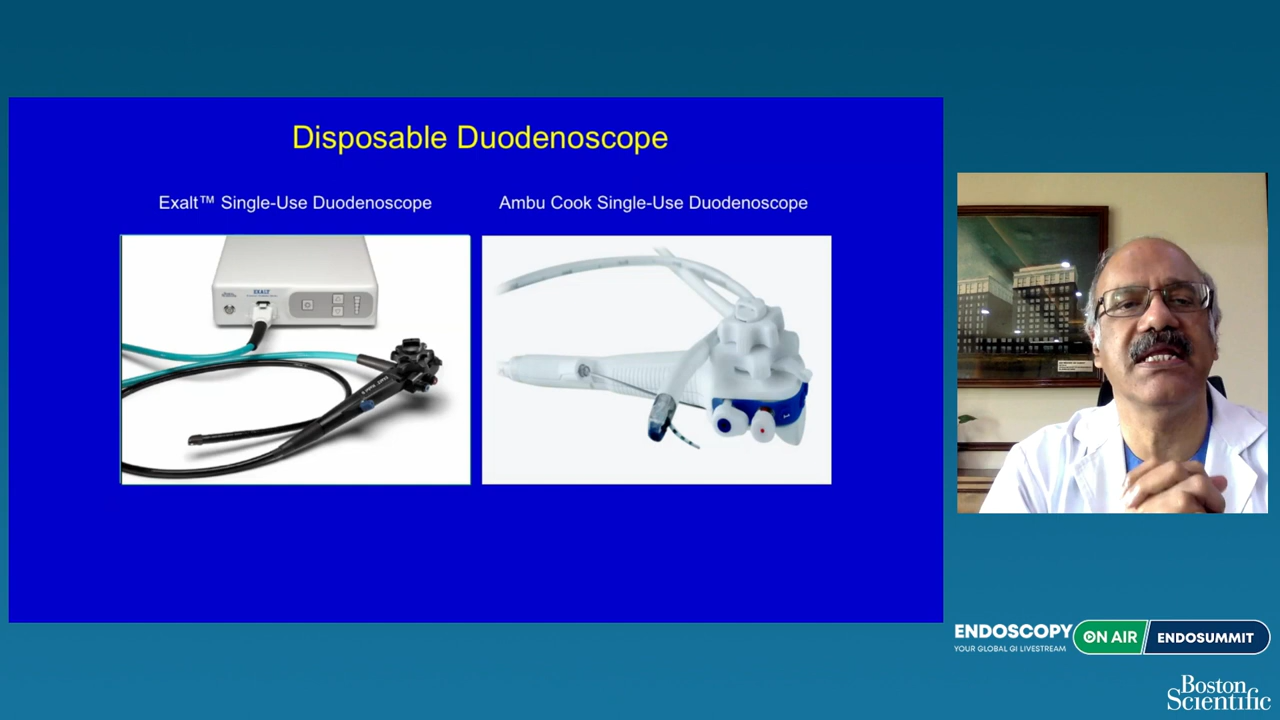 Disposable Duodenoscope
Exalt™ Single-Use Duodenoscope
Ambu Cook Single-Use Duodenoscope
EXALT
ENDOSCOPY
YOUR GLOBAL GI LIVESTREAM
ON AIR
ENDOSUMMIT
Boston
Scientific